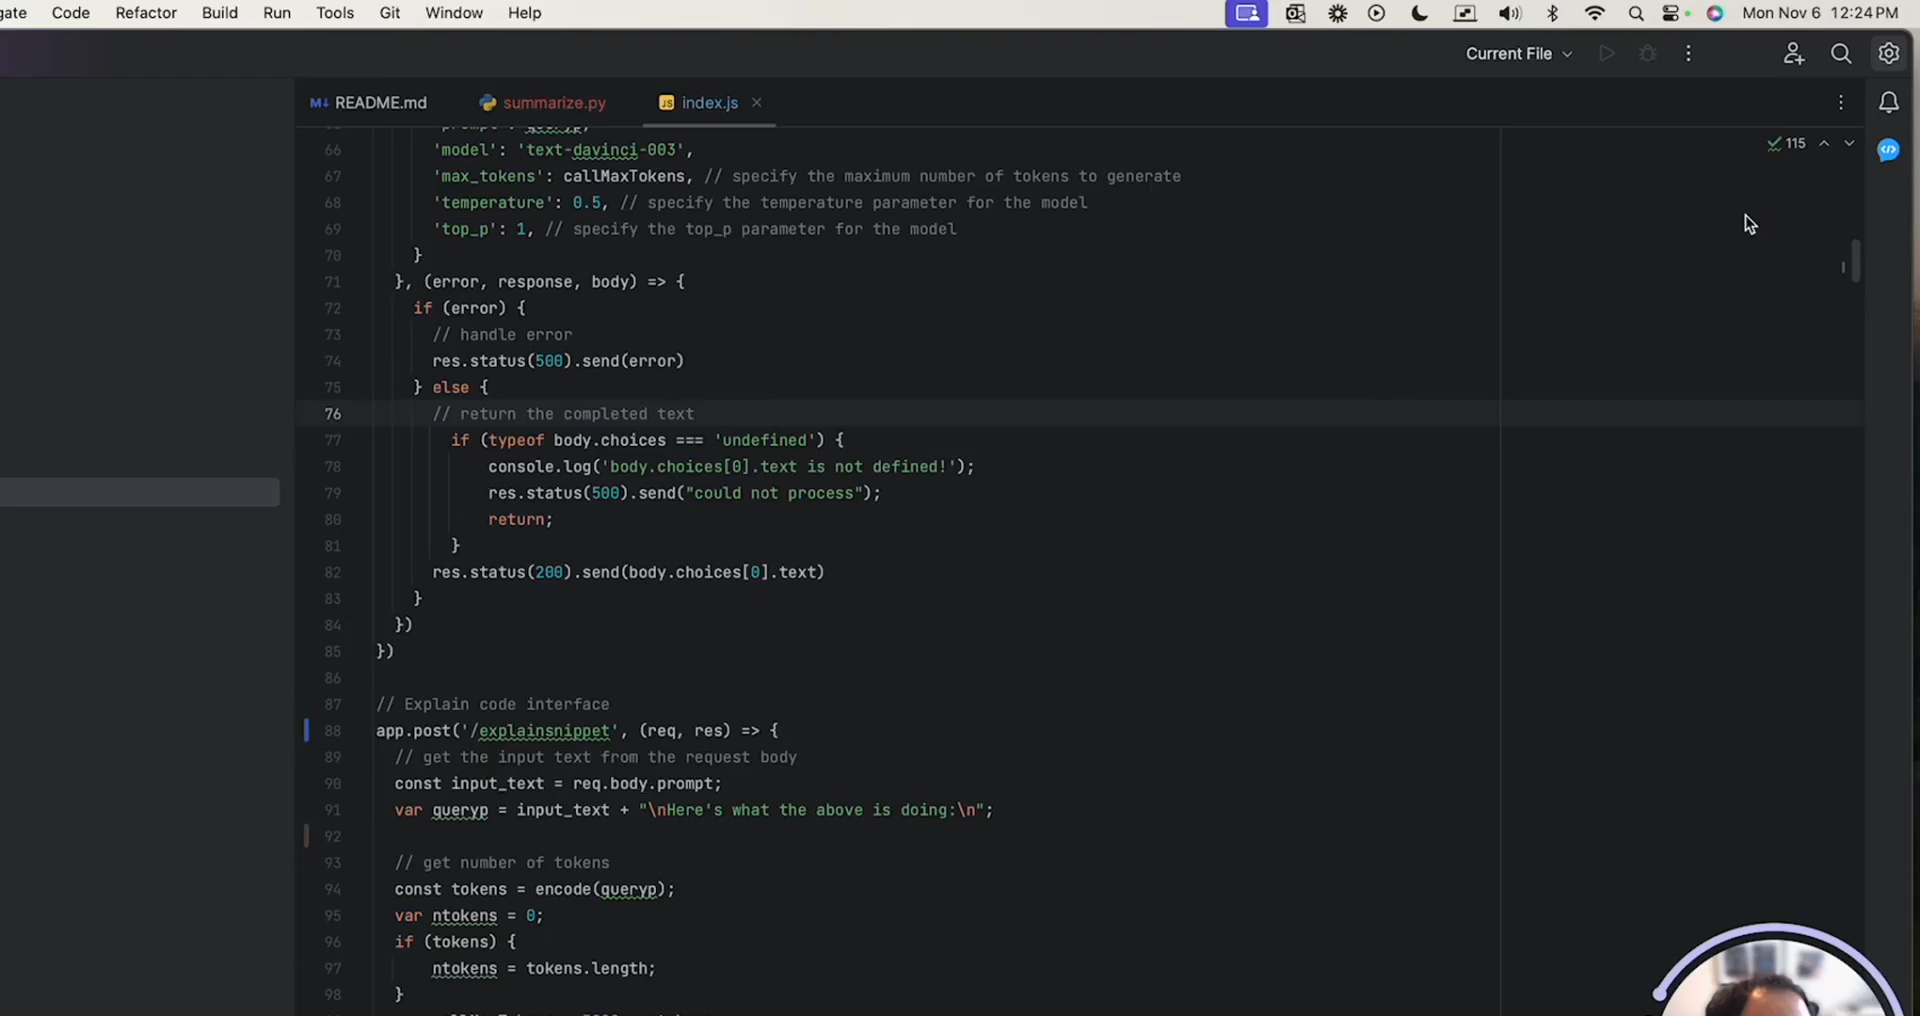 gate Code Refactor Build Run Tools Git Window Help Mon Nov 6 12:24 PM
Current File
README.md summarize.py index.js
115
66 'model': 'text-davinci-003',
67 'max_tokens': callMaxTokens, // specify the maximum number of tokens to generate
68 'temperature': 0.5, // specify the temperature parameter for the model
69 'top_p': 1, // specify the top_p parameter for the model
70 }
71 }, (error, response, body) => {
72 if (error) {
73 // handle error
74 res.status(500).send(error)
75 } else {
76 // return the completed text
77 if (typeof body.choices === 'undefined') {
78 console.log('body.choices[0].text is not defined!');
79 res.status(500).send("could not process");
80 return;
81 }
82 res.status(200).send(body.choices[0].text)
83 }
84 })
85 })
86
87 // Explain code interface
88 app.post('/explainsnippet', (req, res) => {
89 // get the input text from the request body
90 const input_text = req.body.prompt;
91 var queryp = input_text + "\nHere's what the above is doing:\n";
92
93 // get number of tokens
94 const tokens = encode(queryp);
95 var ntokens = 0;
96 if (tokens) {
97 ntokens = tokens.length;
98 }